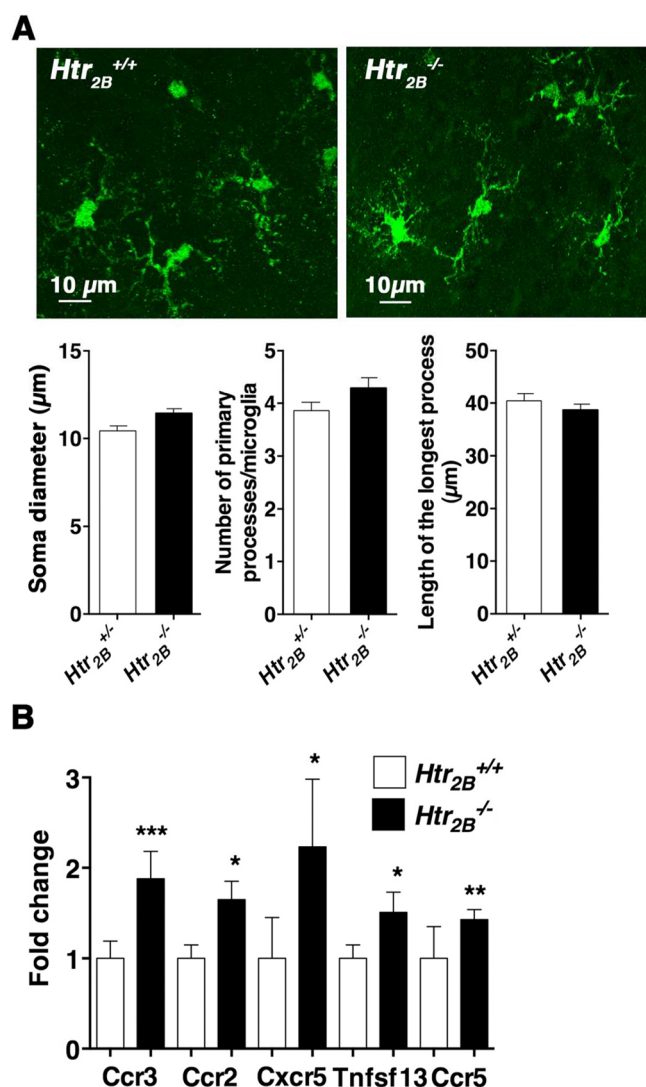 A
Htr2B+/+
Htr2B-/-
10 µm
10µm
Soma diameter (µm)
15
10
5
0
Htr2B+/-
Htr2B-/-
Number of primary
processes/microglia
5
4
3
2
1
0
Htr2B+/-
Htr2B-/-
Length of the longest process
(µm)
50
40
30
20
10
0
Htr2B+/-
Htr2B-/-
B
Fold change
3
2
1
0
***
*
*
*
**
Htr2B+/+
Htr2B-/-
Ccr3 Ccr2 Cxcr5 Tnfsf13 Ccr5